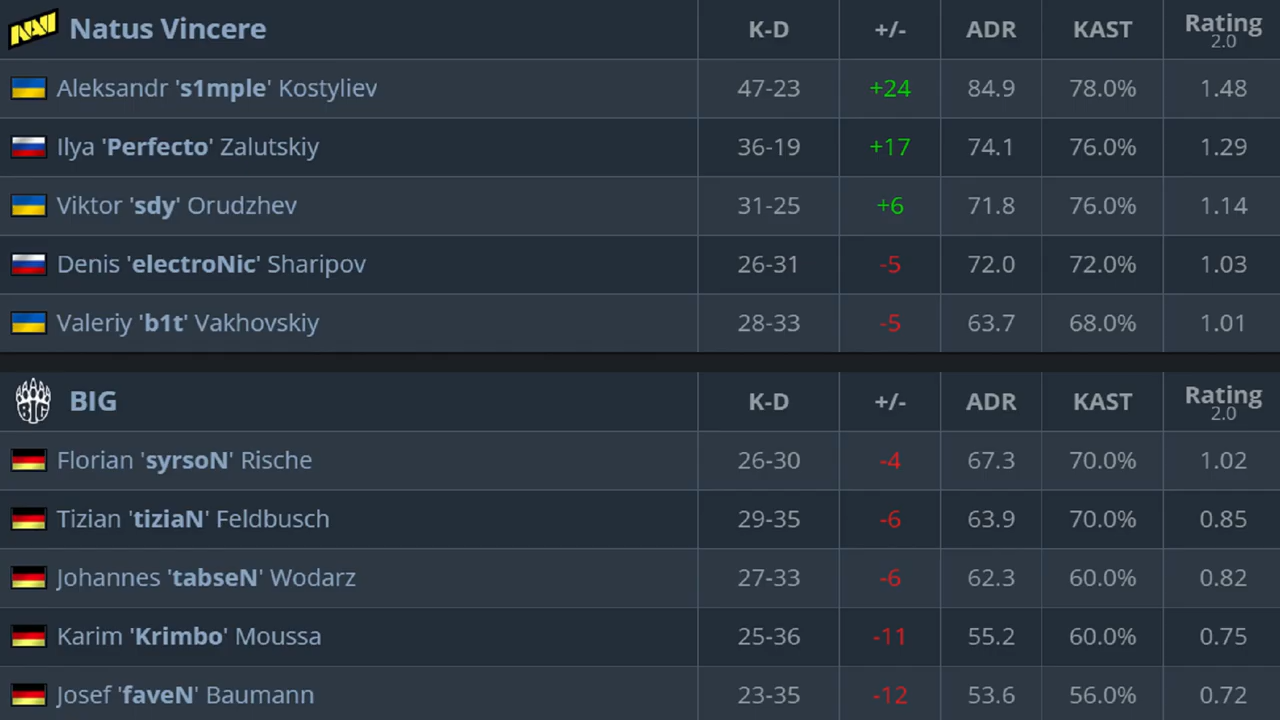 NAVI Natus Vincere K-D +/- ADR KAST Rating 2.0
Aleksandr 's1mple' Kostyliev 47-23 +24 84.9 78.0% 1.48
Ilya 'Perfecto' Zalutskiy 36-19 +17 74.1 76.0% 1.29
Viktor 'sdy' Orudzhev 31-25 +6 71.8 76.0% 1.14
Denis 'electroNic' Sharipov 26-31 -5 72.0 72.0% 1.03
Valeriy 'b1t' Vakhovskiy 28-33 -5 63.7 68.0% 1.01
BIG BIG K-D +/- ADR KAST Rating 2.0
Florian 'syrsoN' Rische 26-30 -4 67.3 70.0% 1.02
Tizian 'tiziaN' Feldbusch 29-35 -6 63.9 70.0% 0.85
Johannes 'tabseN' Wodarz 27-33 -6 62.3 60.0% 0.82
Karim 'Krimbo' Moussa 25-36 -11 55.2 60.0% 0.75
Josef 'faveN' Baumann 23-35 -12 53.6 56.0% 0.72